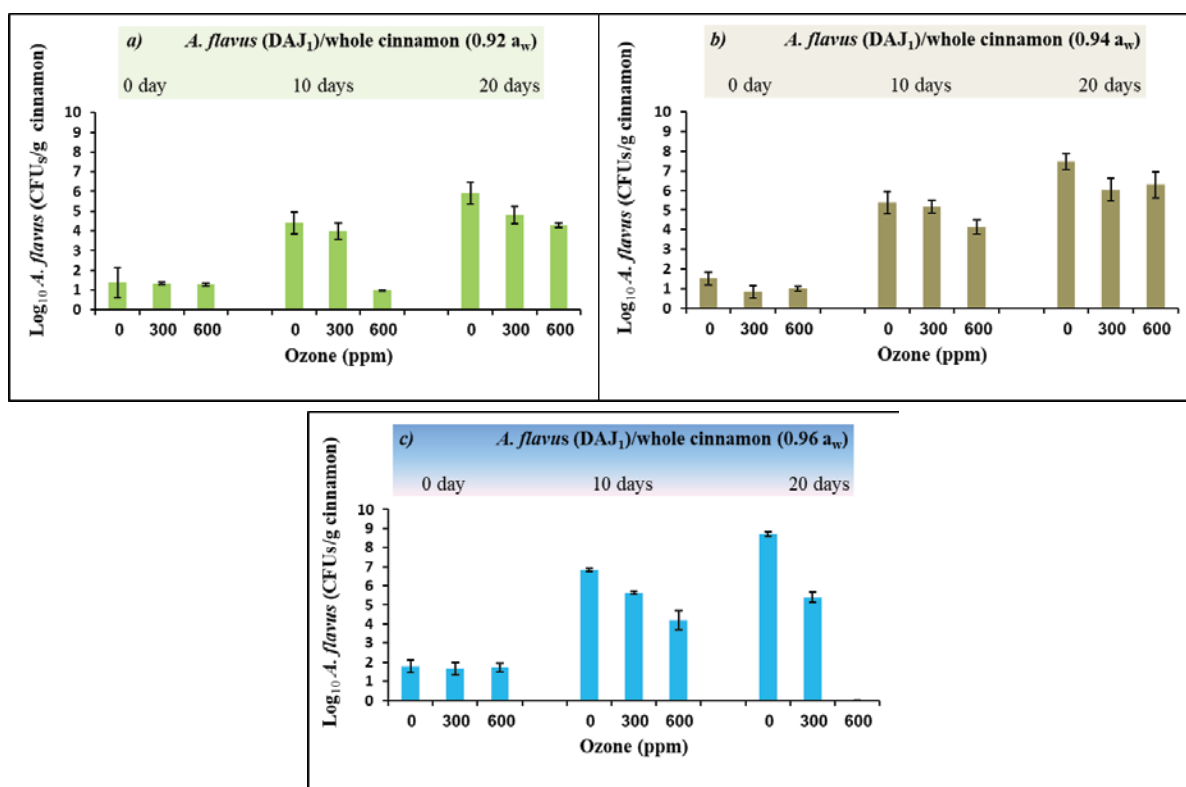 a) A. flavus (DAJ₁)/whole cinnamon (0.92 a_w)
0 day 10 days 20 days
Log₁₀ A. flavus (CFUs/g cinnamon)
10
9
8
7
6
5
4
3
2
1
0
0 300 600 0 300 600 0 300 600
Ozone (ppm)
b) A. flavus (DAJ₁)/whole cinnamon (0.94 a_w)
0 day 10 days 20 days
Log₁₀ A. flavus (CFUs/g cinnamon)
10
9
8
7
6
5
4
3
2
1
0
0 300 600 0 300 600 0 300 600
Ozone (ppm)
c) A. flavus (DAJ₁)/whole cinnamon (0.96 a_w)
0 day 10 days 20 days
Log₁₀ A. flavus (CFUs/g cinnamon)
10
9
8
7
6
5
4
3
2
1
0
0 300 600 0 300 600 0 300 600
Ozone (ppm)